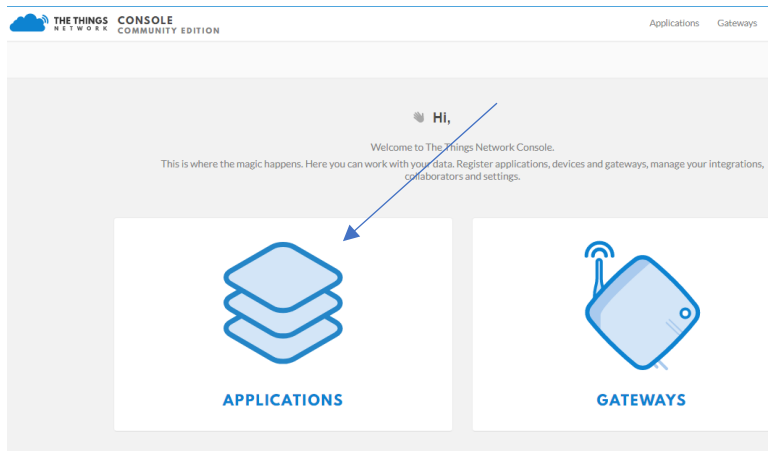 THE THINGS CONSOLE
NETWORK COMMUNITY EDITION
Applications Gateways
Hi,
Welcome to The Things Network Console.
This is where the magic happens. Here you can work with your data. Register applications, devices and gateways, manage your integrations,
collaborators and settings.
APPLICATIONS
GATEWAYS